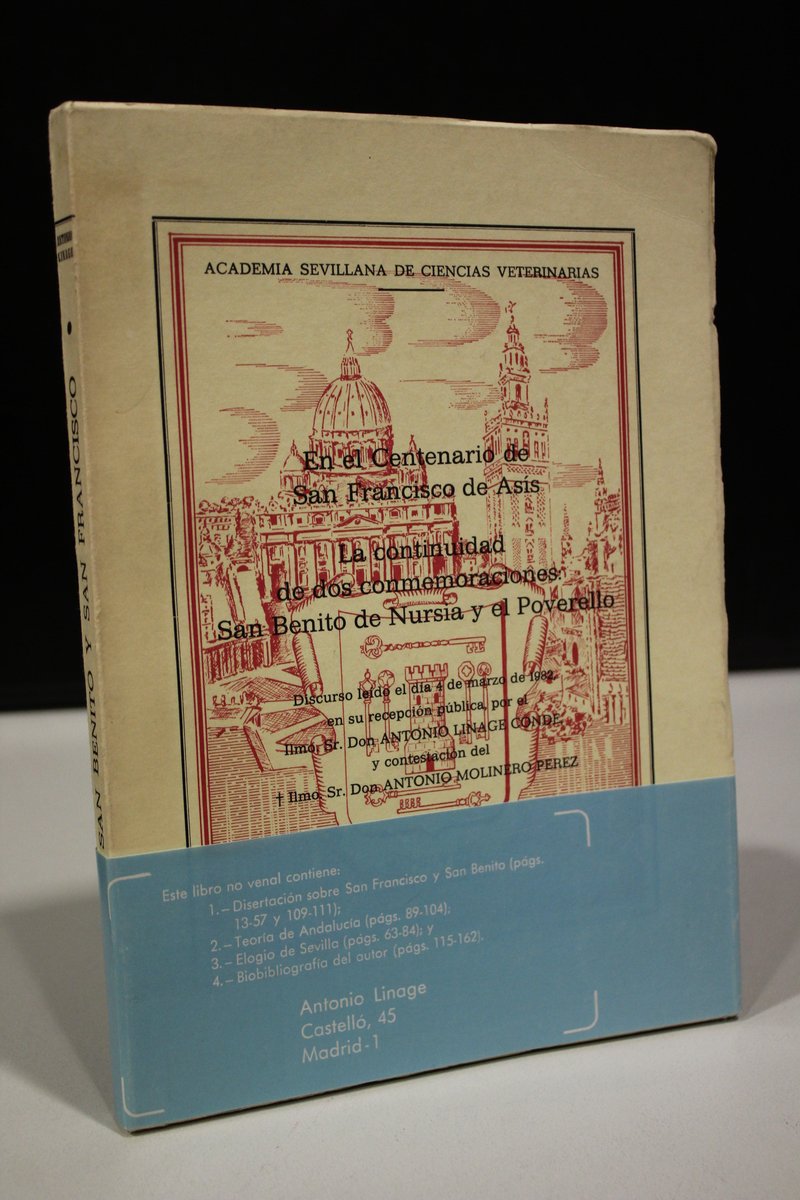 ANTONIO
LINAGE
SAN BENITO Y SAN FRANCISCO
ACADEMIA SEVILLANA DE CIENCIAS VETERINARIAS
En el Centenario de
San Francisco de Asís
La continuidad
de dos conmemoraciones:
San Benito de Nursia y el Poverello
Discurso leído el día 4 de marzo de 1982,
en su recepción pública, por el
Ilmo. Sr. Don ANTONIO LINAGE CONDE,
y contestación del
† Ilmo. Sr. Don ANTONIO MOLINERO PEREZ
Este libro no venal contiene:
1.– Disertación sobre San Francisco y San Benito (págs.
13-57 y 109-111);
2.– Teoría de Andalucía (págs. 89-104);
3.– Elogio de Sevilla (págs. 63-84); y
4.– Biobibliografía del autor (págs. 115-162).
Antonio Linage
Castelló, 45
Madrid-1